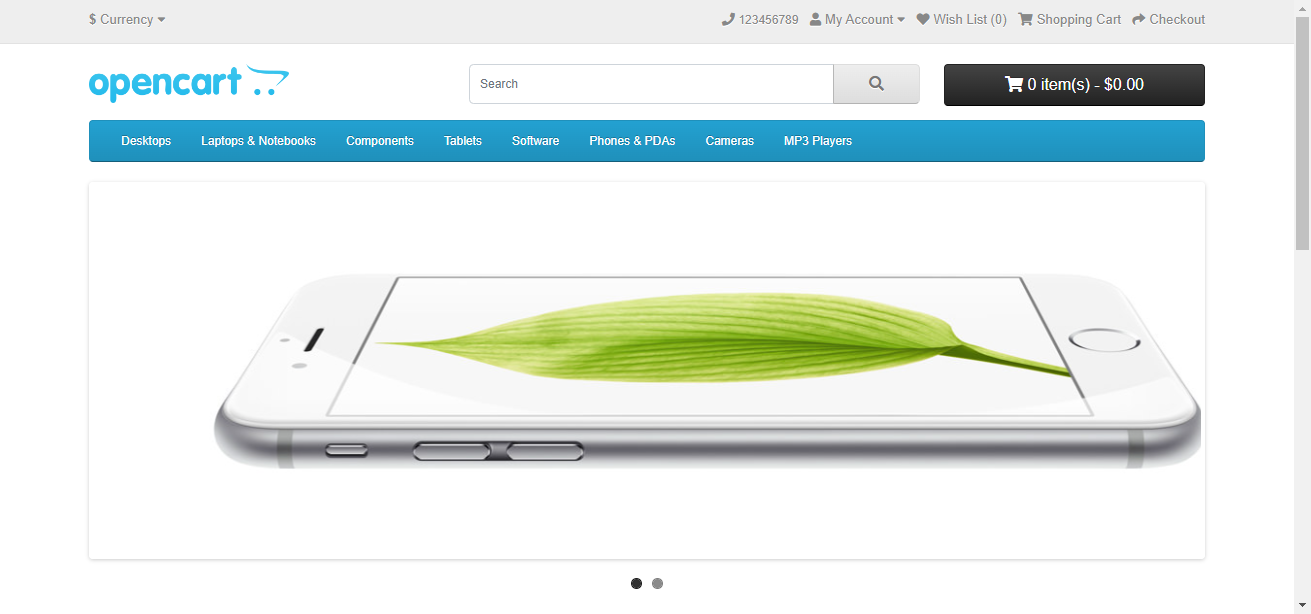 $ Currency
123456789 My Account Wish List (0) Shopping Cart Checkout
opencart
Search
0 item(s) - $0.00
Desktops Laptops & Notebooks Components Tablets Software Phones & PDAs Cameras MP3 Players